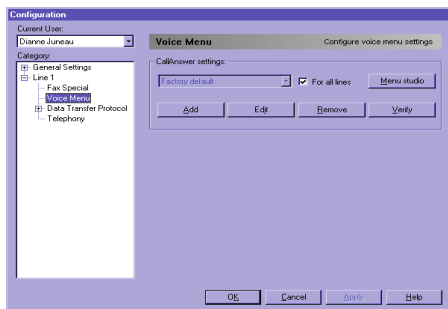 Configuration
Current User:
Dianne Juneau
Category:
General Settings
Line 1
Fax Special
Voice Menu
Data Transfer Protocol
Telephony
Voice Menu Configure voice menu settings
CallAnswer settings:
Factory default For all lines Menu studio
Add Edit Remove Verify
OK Cancel Apply Help